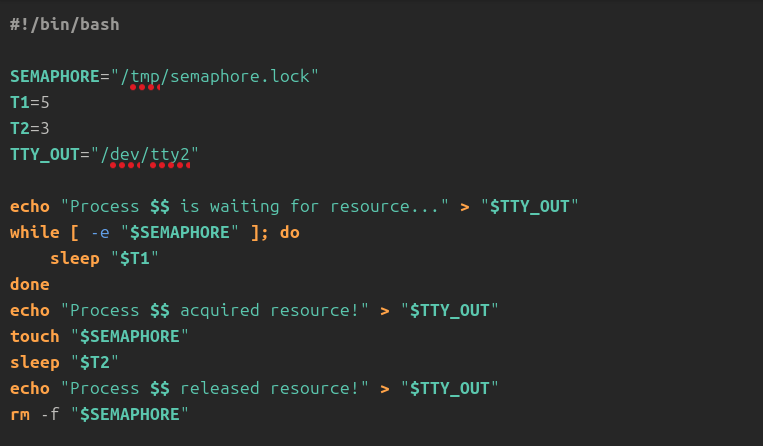 #!/bin/bash

SEMAPHORE="/tmp/semaphore.lock"
T1=5
T2=3
TTY_OUT="/dev/tty2"

echo "Process $$ is waiting for resource..." > "$TTY_OUT"
while [ -e "$SEMAPHORE" ]; do
    sleep "$T1"
done
echo "Process $$ acquired resource!" > "$TTY_OUT"
touch "$SEMAPHORE"
sleep "$T2"
echo "Process $$ released resource!" > "$TTY_OUT"
rm -f "$SEMAPHORE"